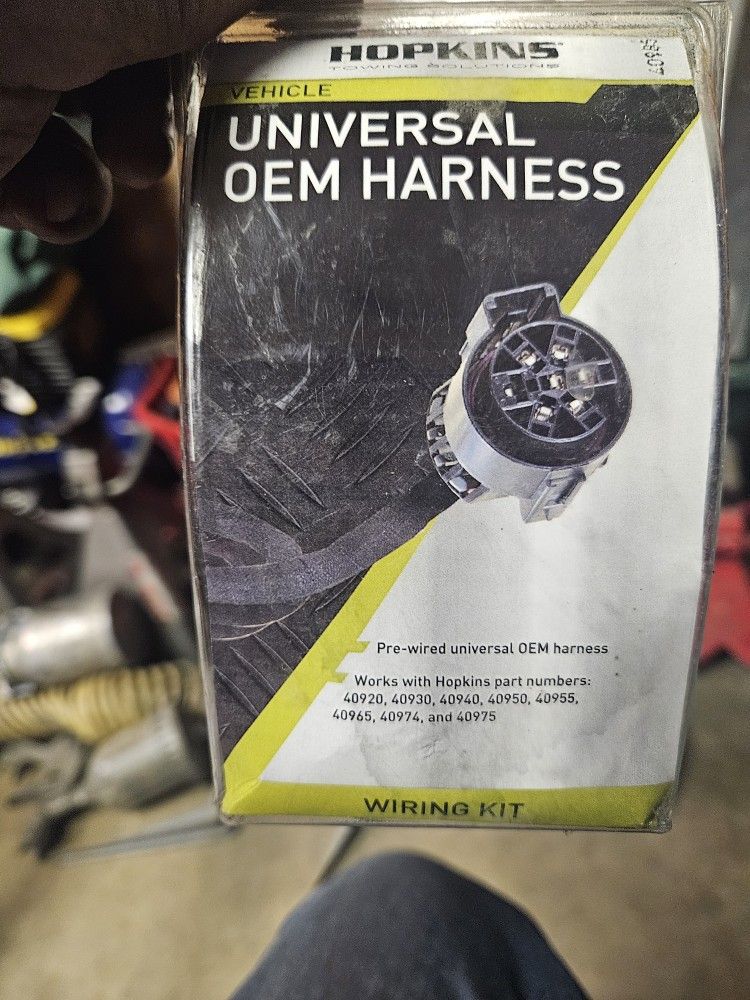 HOPKINS
TOWING SOLUTIONS
VEHICLE
UNIVERSAL
OEM HARNESS
Pre-wired universal OEM harness
Works with Hopkins part numbers:
40920, 40930, 40940, 40950, 40955,
40965, 40974, and 40975
WIRING KIT